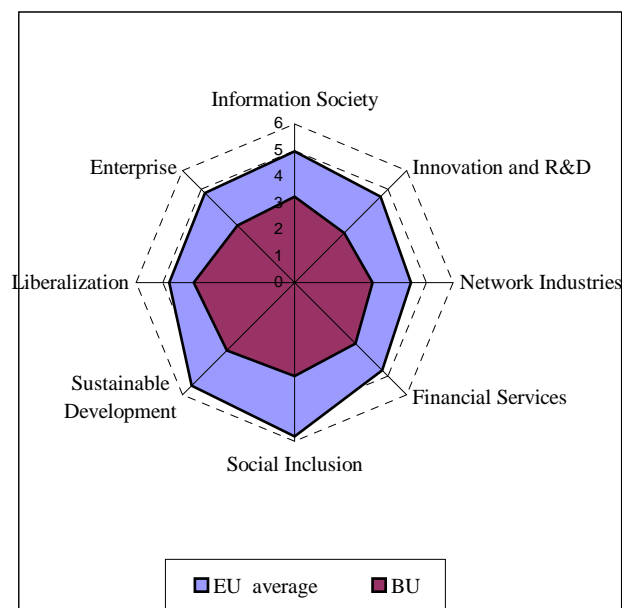 Information Society
6
5
4
3
2
1
0
Enterprise
Innovation and R&D
Liberalization
Network Industries
Sustainable
Development
Financial Services
Social Inclusion
EU average
BU